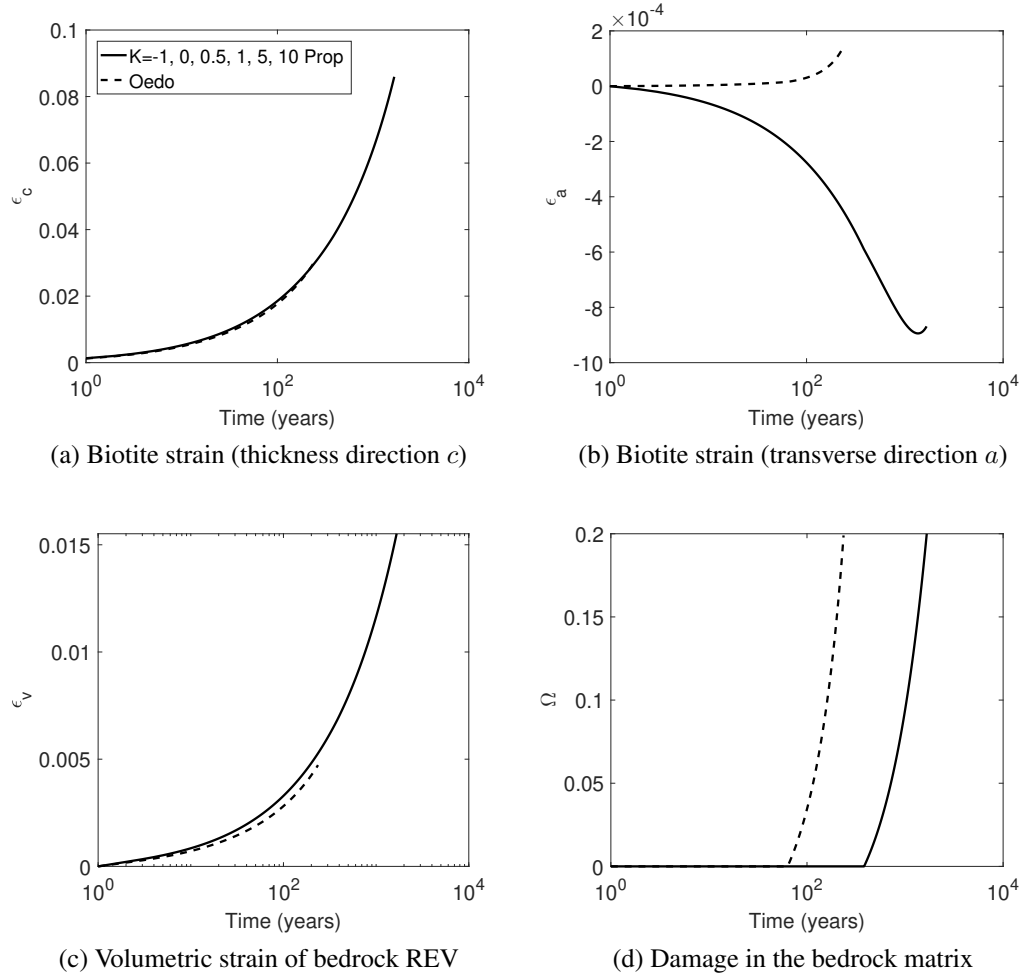 0.1
0.08
0.06
0.04
0.02
0
ϵc
K=-1, 0, 0.5, 1, 5, 10 Prop
Oedo
10^0
10^2
10^4
Time (years)
(a) Biotite strain (thickness direction c)
×10^-4
2
0
-2
-4
-6
-8
-10
ϵa
10^0
10^2
10^4
Time (years)
(b) Biotite strain (transverse direction a)
0.015
0.01
0.005
0
ϵv
10^0
10^2
10^4
Time (years)
(c) Volumetric strain of bedrock REV
0.2
0.15
0.1
0.05
0
Ω
10^0
10^2
10^4
Time (years)
(d) Damage in the bedrock matrix